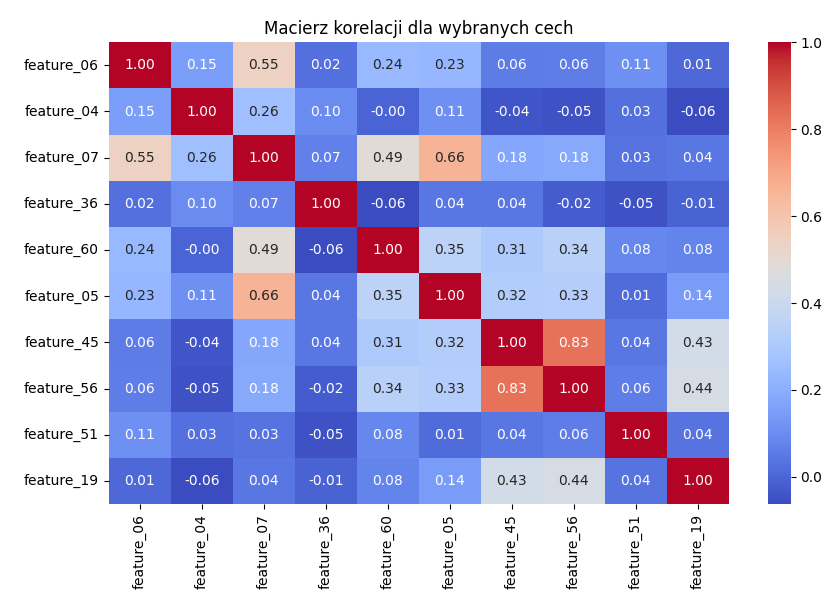 Macierz korelacji dla wybranych cech
feature_06 1.00 0.15 0.55 0.02 0.24 0.23 0.06 0.06 0.11 0.01
feature_04 0.15 1.00 0.26 0.10 -0.00 0.11 -0.04 -0.05 0.03 -0.06
feature_07 0.55 0.26 1.00 0.07 0.49 0.66 0.18 0.18 0.03 0.04
feature_36 0.02 0.10 0.07 1.00 -0.06 0.04 0.04 -0.02 -0.05 -0.01
feature_60 0.24 -0.00 0.49 -0.06 1.00 0.35 0.31 0.34 0.08 0.08
feature_05 0.23 0.11 0.66 0.04 0.35 1.00 0.32 0.33 0.01 0.14
feature_45 0.06 -0.04 0.18 0.04 0.31 0.32 1.00 0.83 0.04 0.43
feature_56 0.06 -0.05 0.18 -0.02 0.34 0.33 0.83 1.00 0.06 0.44
feature_51 0.11 0.03 0.03 -0.05 0.08 0.01 0.04 0.06 1.00 0.04
feature_19 0.01 -0.06 0.04 -0.01 0.08 0.14 0.43 0.44 0.04 1.00
feature_06 feature_04 feature_07 feature_36 feature_60 feature_05 feature_45 feature_56 feature_51 feature_19
1.0
0.8
0.6
0.4
0.2
0.0